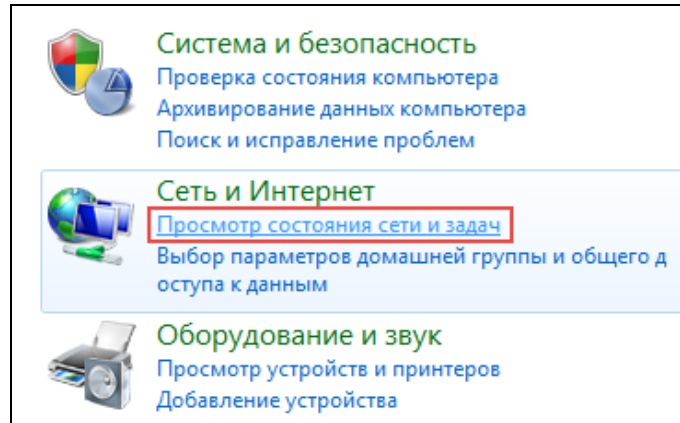 Система и безопасность
Проверка состояния компьютера
Архивирование данных компьютера
Поиск и исправление проблем
Сеть и Интернет
Просмотр состояния сети и задач
Выбор параметров домашней группы и общего д
оступа к данным
Оборудование и звук
Просмотр устройств и принтеров
Добавление устройства